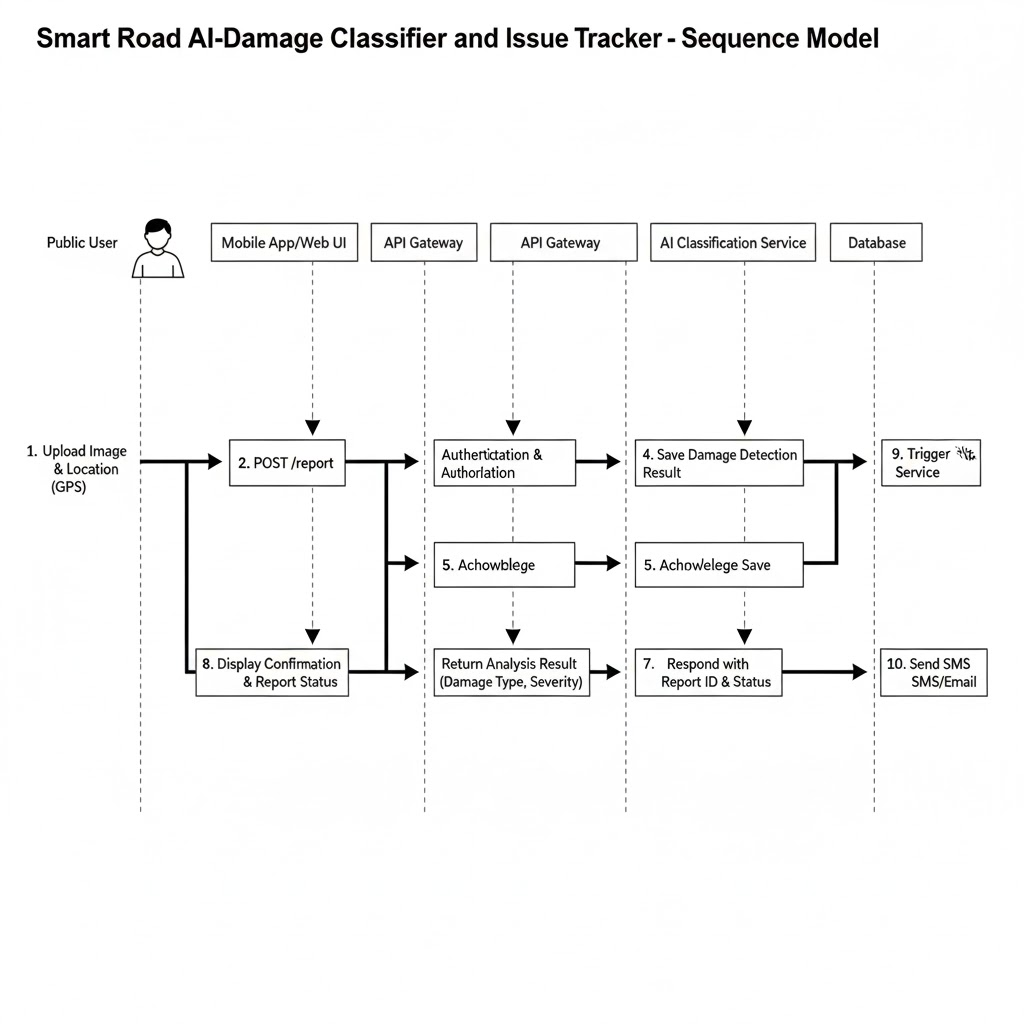 Smart Road AI-Damage Classifier and Issue Tracker - Sequence Model
Public User
Mobile App/Web UI
API Gateway
API Gateway
AI Classification Service
Database
1. Upload Image
& Location
(GPS)
2. POST /report
Authertictation &
Authorlation
4. Save Damage Detection
Result
9. Trigger
Service
5. Achowblege
5. Achowlelege Save
8. Display Confirmation
& Report Status
Return Analysis Result
(Damage Type, Severity)
7. Respond with
Report ID & Status
10. Send SMS
SMS/Email